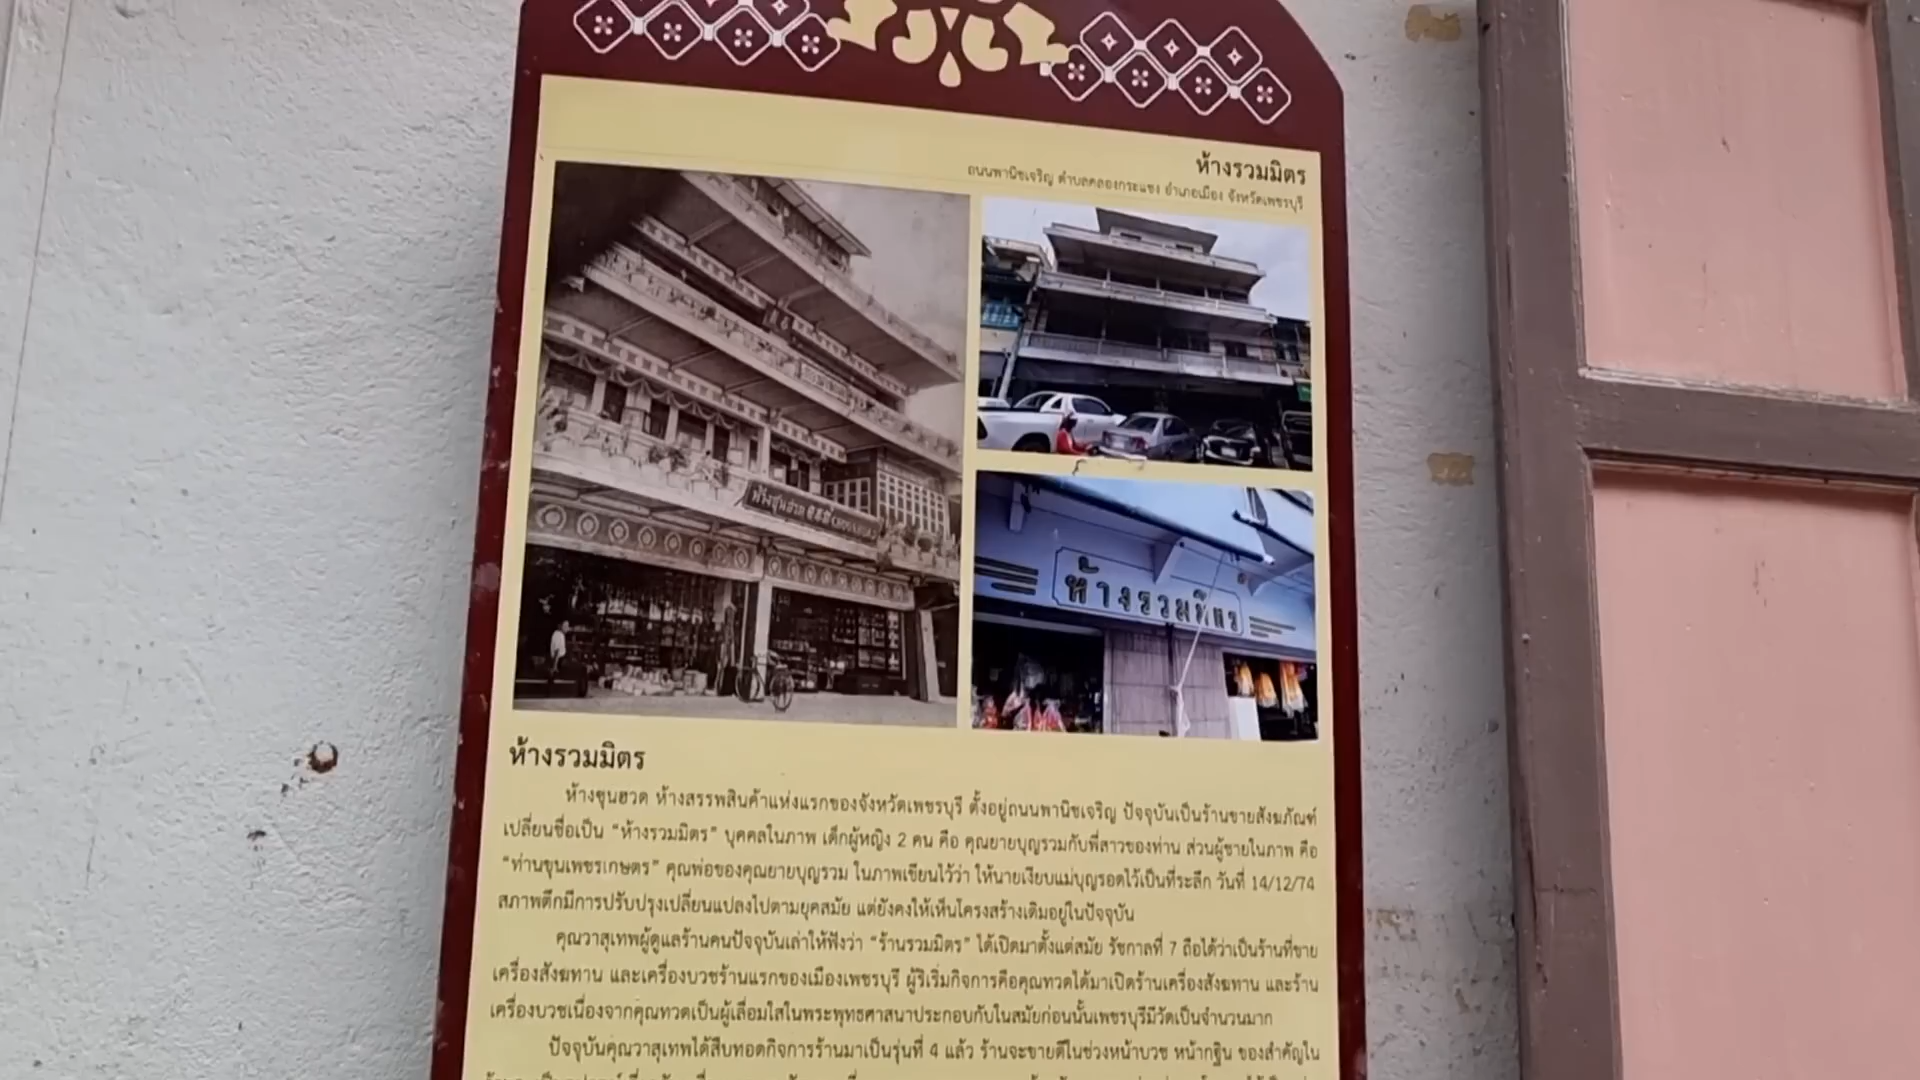 ห้างรวมมิตร
ถนนพานิชเจริญ ตำบลคลองกระแชง อำเภอเมือง จังหวัดเพชรบุรี
ห้างซุนฮวด
ห้างรวมมิตร
ห้างรวมมิตร
ห้างซุนฮวด ห้างสรรพสินค้าแห่งแรกของจังหวัดเพชรบุรี ตั้งอยู่ถนนพานิชเจริญ ปัจจุบันเป็นร้านขายสังฆภัณฑ์
เปลี่ยนชื่อเป็น "ห้างรวมมิตร" บุคคลในภาพ เด็กผู้หญิง 2 คน คือ คุณยายบุญรวมกับพี่สาวของท่าน ส่วนผู้ชายในภาพ คือ
"ท่านขุนเพชรเกษตร" คุณพ่อของคุณยายบุญรวม ในภาพเขียนไว้ว่า ให้นายเงียบแม่บุญรอดไว้เป็นที่ระลึก วันที่ 14/12/74
สภาพตึกมีการปรับปรุงเปลี่ยนแปลงไปตามยุคสมัย แต่ยังคงให้เห็นโครงสร้างเดิมอยู่ในปัจจุบัน
คุณวาสุเทพผู้ดูแลร้านคนปัจจุบันเล่าให้ฟังว่า "ร้านรวมมิตร" ได้เปิดมาตั้งแต่สมัย รัชกาลที่ 7 ถือได้ว่าเป็นร้านที่ขาย
เครื่องสังฆทาน และเครื่องบวชร้านแรกของเมืองเพชรบุรี ผู้ริเริ่มกิจการคือคุณทวดได้มาเปิดร้านเครื่องสังฆทาน และร้าน
เครื่องบวชเนื่องจากคุณทวดเป็นผู้เลื่อมใสในพระพุทธศาสนาประกอบกับในสมัยก่อนนั้นเพชรบุรีมีวัดเป็นจำนวนมาก
ปัจจุบันคุณวาสุเทพได้สืบทอดกิจการร้านมาเป็นรุ่นที่ 4 แล้ว ร้านจะขายดีในช่วงหน้าบวช หน้ากฐิน ของสำคัญใน